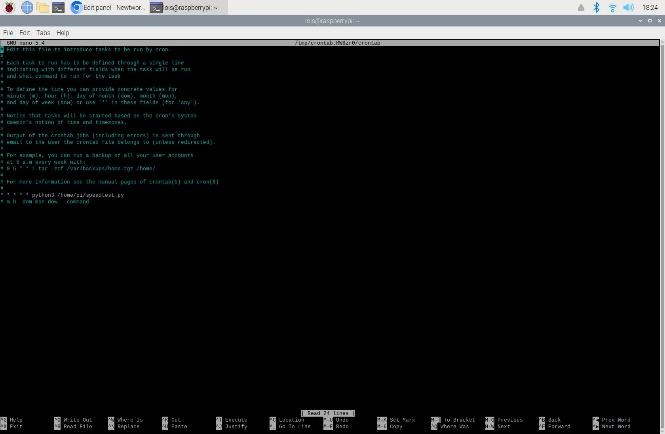 Edit panel - Newtwor...
lois@raspberrypi: ~
18:24
lois@raspberrypi: ~
File Edit Tabs Help
GNU nano 5.4
# Edit this file to introduce tasks to be run by cron.
#
# Each task to run has to be defined through a single line
# indicating with different fields when the task will be run
# and what command to run for the task
#
# To define the time you can provide concrete values for
# minute (m), hour (h), day of month (dom), month (mon),
# and day of week (dow) or use '*' in these fields (for 'any').
#
# Notice that tasks will be started based on the cron's system
# daemon's notion of time and timezones.
#
# Output of the crontab jobs (including errors) is sent through
# email to the user the crontab file belongs to (unless redirected).
#
# For example, you can run a backup of all your user accounts
# at 5 a.m every week with:
# 0 5 * * 1 tar -zcf /var/backups/home.tgz /home/
#
# For more information see the manual pages of crontab(5) and cron(8)
#
* * * * * python3 /home/pi/speedtest.py
# m h  dom mon dow   command
[ Read 24 lines ]
^G Help ^O Write Out ^W Where Is ^K Cut ^T Execute ^C Location M-U Undo M-A Set Mark M-] To Bracket M-Q Previous ^B Back ^◀ Prev Word
^X Exit ^R Read File ^\ Replace ^U Paste ^J Justify ^_ Go To Line M-E Redo M-6 Copy ^Q Where Was M-W Next ^F Forward ^▶ Next Word